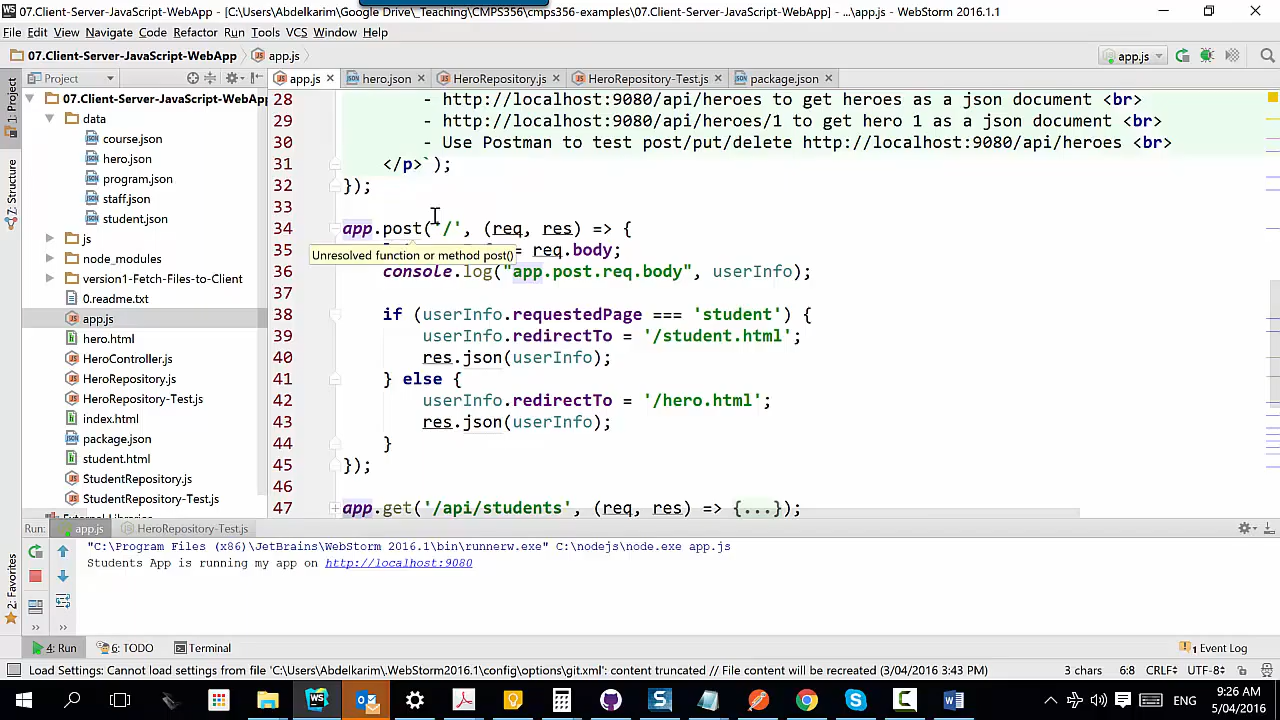 WS 07.Client-Server-JavaScript-WebApp - [C:\Users\Abdelkarim\Google Drive\_Teaching\CMPS356\cmps356-examples\07.Client-Server-JavaScript-WebApp] - ...\app.js - WebStorm 2016.1.1
File Edit View Navigate Code Refactor Run Tools VCS Window Help
07.Client-Server-JavaScript-WebApp app.js app.js
Project app.js hero.json HeroRepository.js HeroRepository-Test.js package.json
1: Project
7: Structure
2: Favorites
07.Client-Server-JavaScript-WebApp
data
course.json
hero.json
program.json
staff.json
student.json
js
node_modules
version1-Fetch-Files-to-Client
0.readme.txt
app.js
hero.html
HeroController.js
HeroRepository.js
HeroRepository-Test.js
index.html
package.json
student.html
StudentRepository.js
StudentRepository-Test.js
28 - http://localhost:9080/api/heroes to get heroes as a json document <br>
29 - http://localhost:9080/api/heroes/1 to get hero 1 as a json document <br>
30 - Use Postman to test post/put/delete http://localhost:9080/api/heroes <br>
31 </p>`);
32 });
33
34 app.post('/', (req, res) => {
35 = req.body;
Unresolved function or method post()
36 console.log("app.post.req.body", userInfo);
37
38 if (userInfo.requestedPage === 'student') {
39 userInfo.redirectTo = '/student.html';
40 res.json(userInfo);
41 } else {
42 userInfo.redirectTo = '/hero.html';
43 res.json(userInfo);
44 }
45 });
46
47 app.get('/api/students', (req, res) => {...});
Run: app.js HeroRepository-Test.js
"C:\Program Files (x86)\JetBrains\WebStorm 2016.1\bin\runnerw.exe" C:\nodejs\node.exe app.js
Students App is running my app on http://localhost:9080
4: Run 6: TODO Terminal 1 Event Log
Load Settings: Cannot load settings from file 'C:\Users\Abdelkarim\.WebStorm2016.1\config\options\git.xml': content truncated // File content will be recreated (3/04/2016 3:43 PM) 3 chars 6:8 CRLF UTF-8
ENG 9:26 AM
5/04/2016